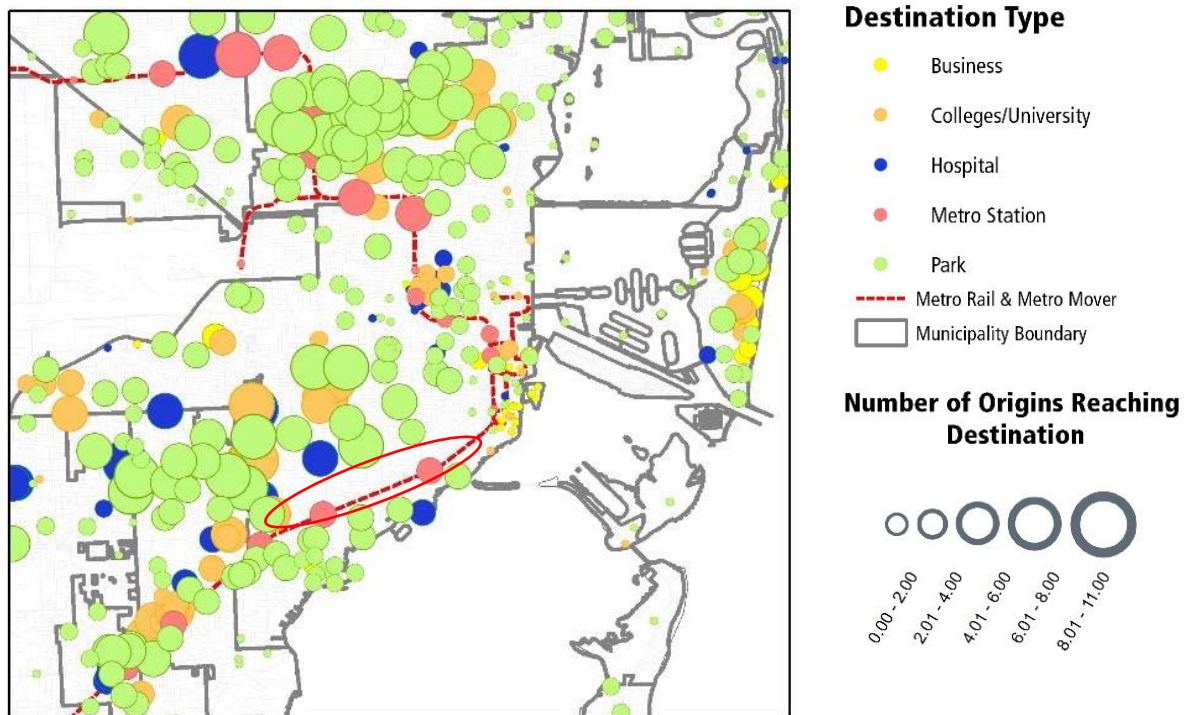 Destination Type
Business
Colleges/University
Hospital
Metro Station
Park
Metro Rail & Metro Mover
Municipality Boundary
Number of Origins Reaching
Destination
0.00 - 2.00
2.01 - 4.00
4.01 - 6.00
6.01 - 8.00
8.01 - 11.00